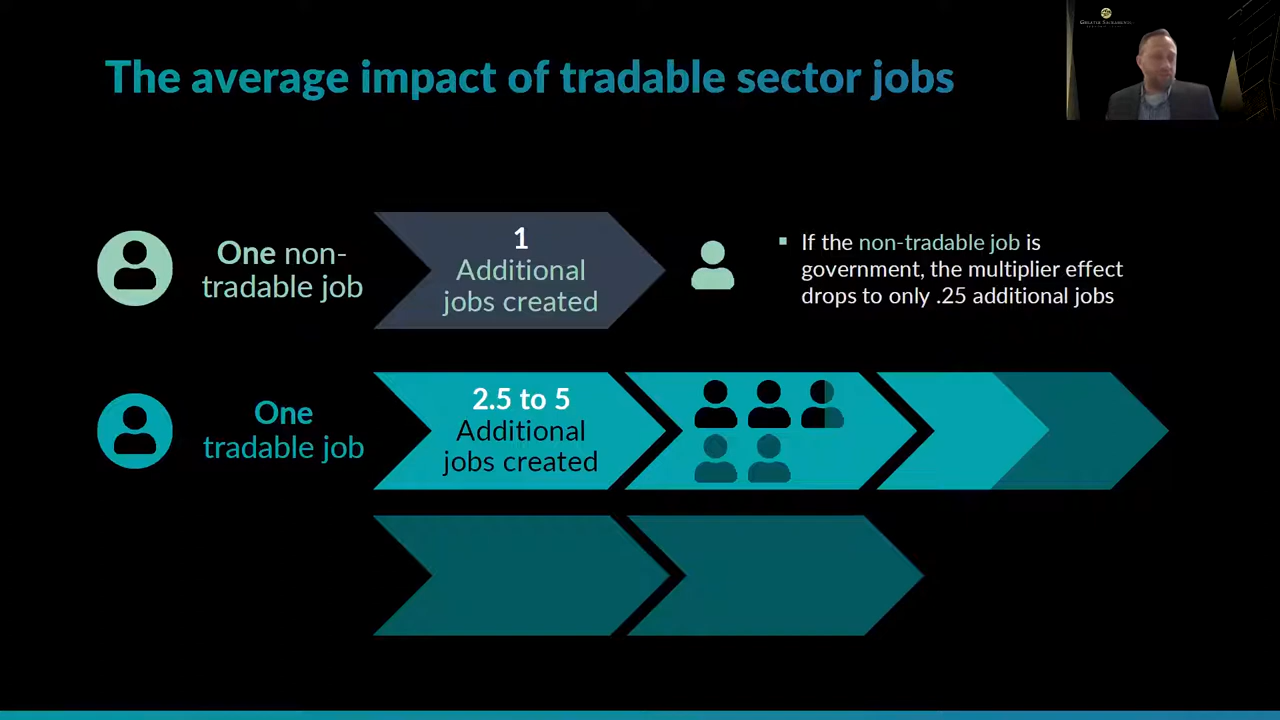 The average impact of tradable sector jobs
One non-
tradable job
1
Additional
jobs created
▪ If the non-tradable job is
government, the multiplier effect
drops to only .25 additional jobs
One
tradable job
2.5 to 5
Additional
jobs created